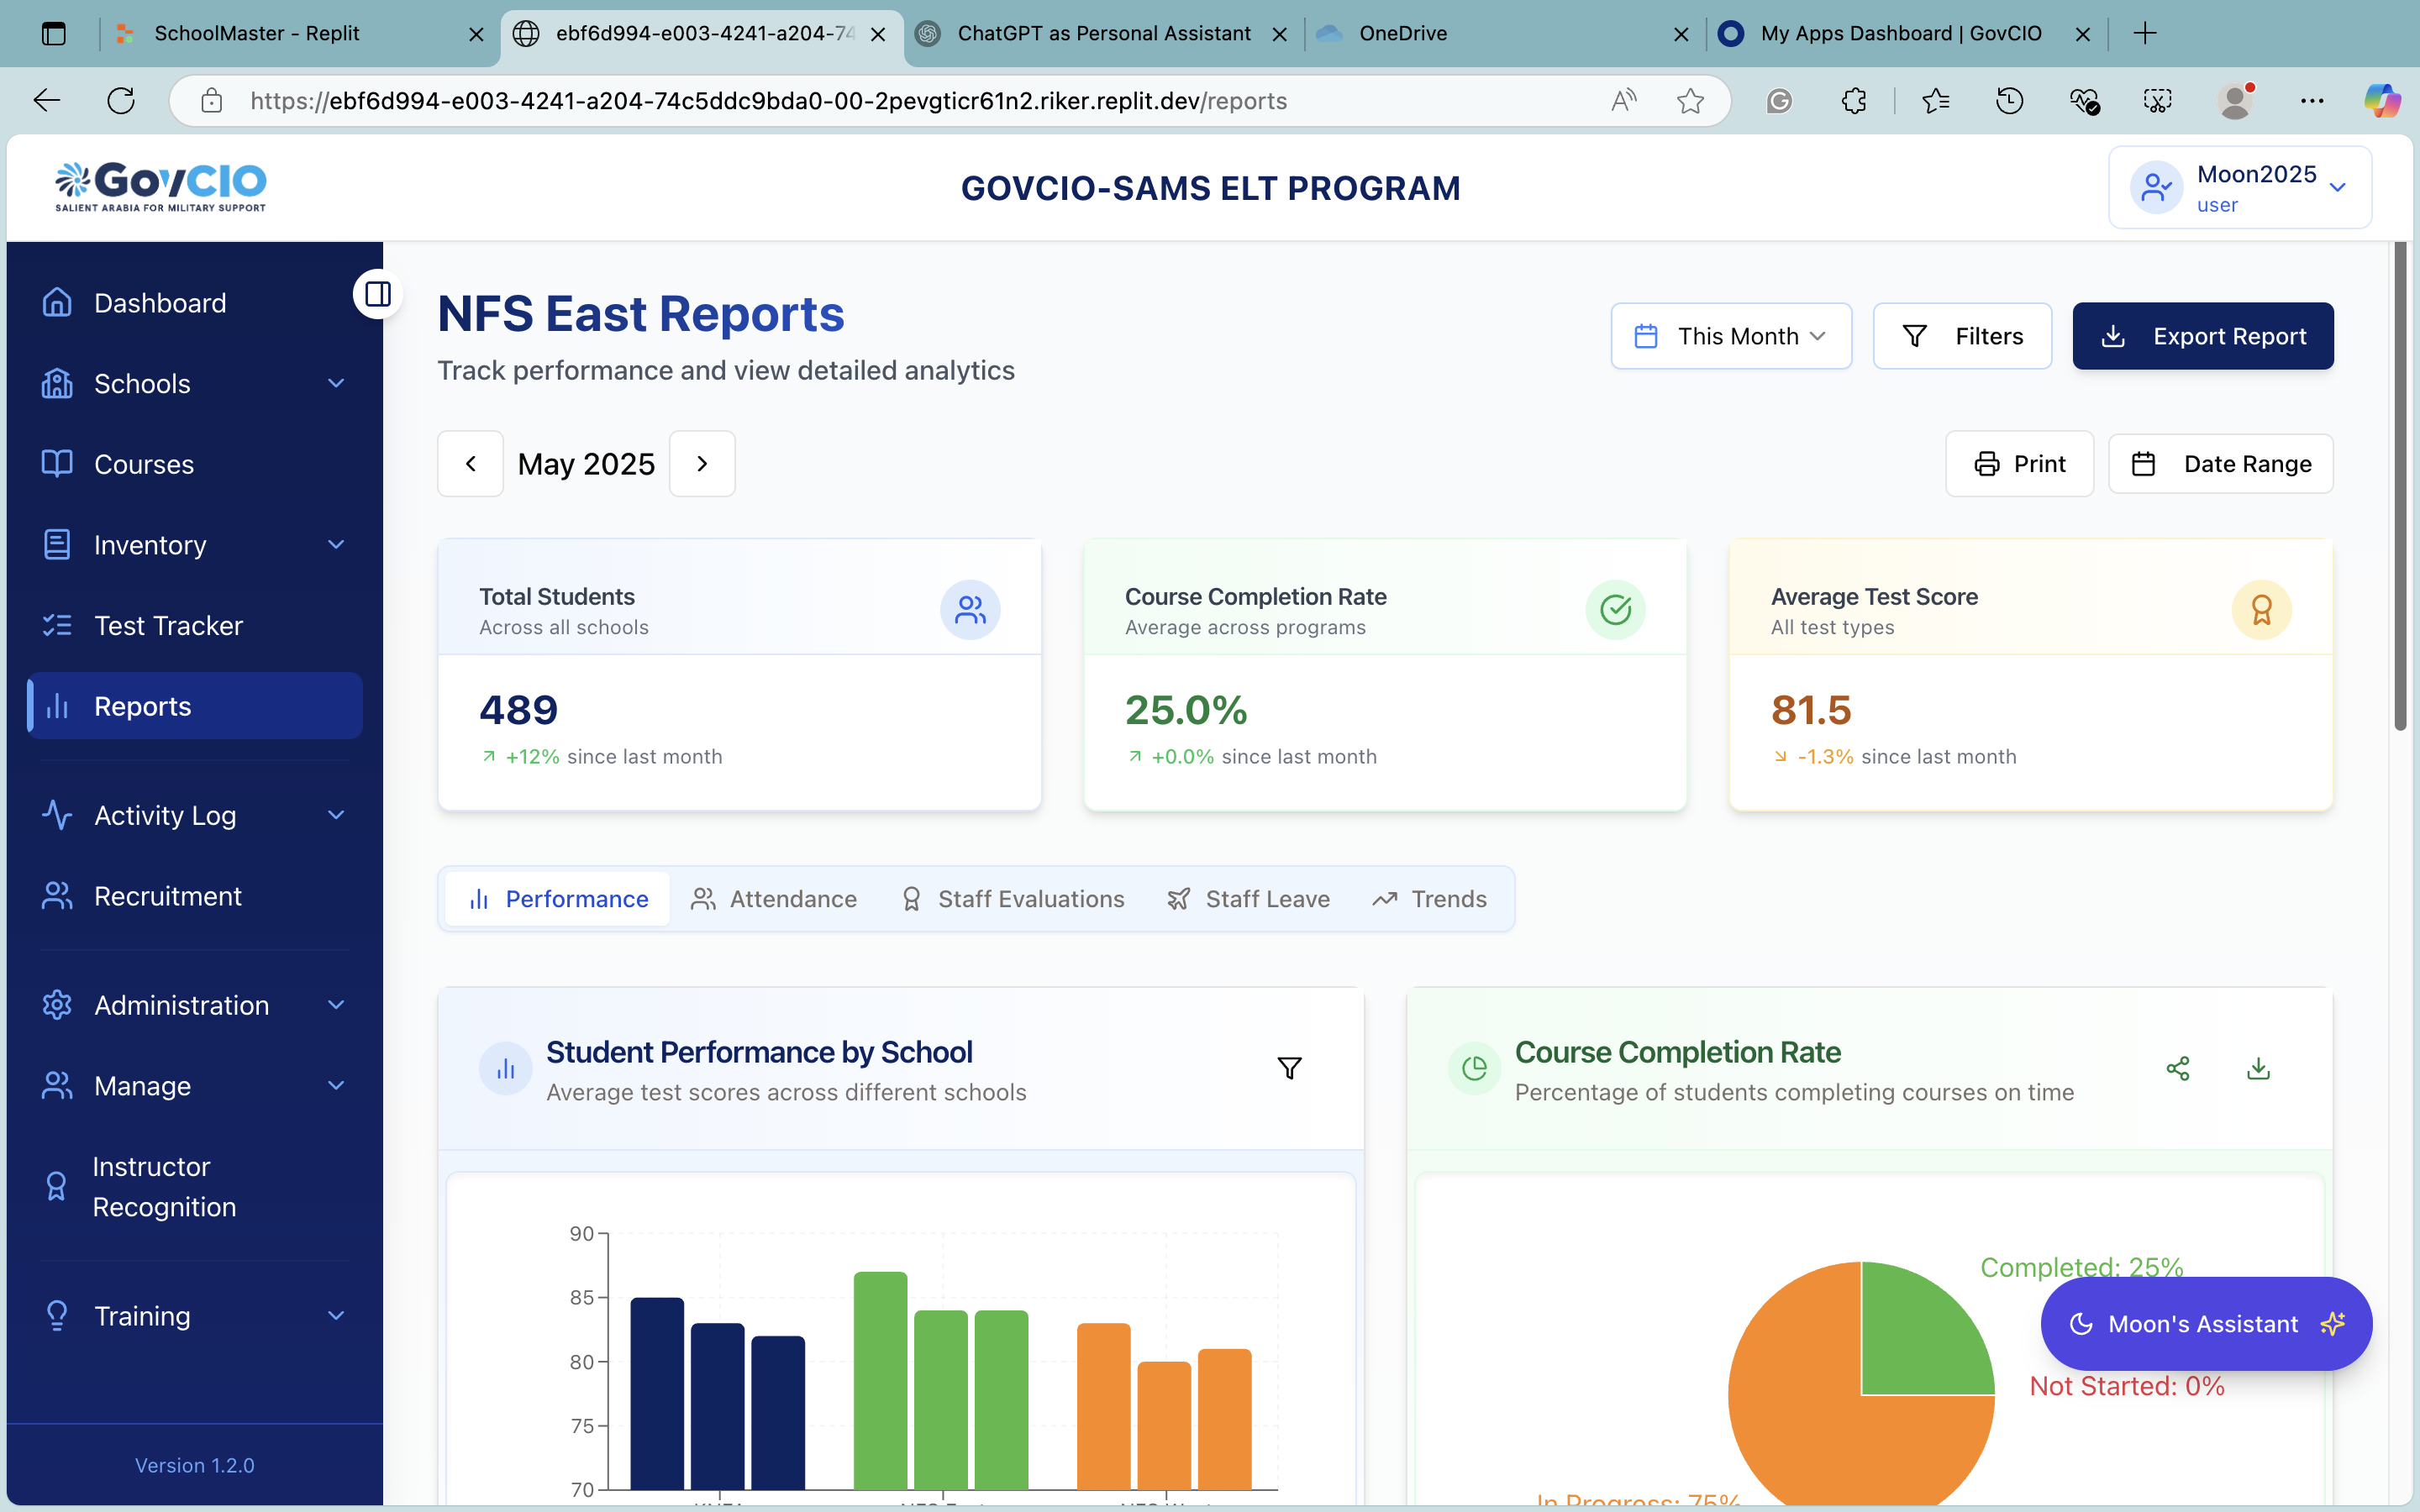 SchoolMaster - Replit
ebf6d994-e003-4241-a204-74
ChatGPT as Personal Assistant
OneDrive
My Apps Dashboard | GovCIO
https://ebf6d994-e003-4241-a204-74c5ddc9bda0-00-2pevgticr61n2.riker.replit.dev/reports
GovCIO
SALIENT ARABIA FOR MILITARY SUPPORT
GOVCIO-SAMS ELT PROGRAM
Moon2025
user
Dashboard
Schools
Courses
Inventory
Test Tracker
Reports
Activity Log
Recruitment
Administration
Manage
Instructor
Recognition
Training
Version 1.2.0
NFS East Reports
Track performance and view detailed analytics
This Month
Filters
Export Report
May 2025
Print
Date Range
Total Students
Across all schools
489
+12% since last month
Course Completion Rate
Average across programs
25.0%
+0.0% since last month
Average Test Score
All test types
81.5
-1.3% since last month
Performance
Attendance
Staff Evaluations
Staff Leave
Trends
Student Performance by School
Average test scores across different schools
90
85
80
75
70
Course Completion Rate
Percentage of students completing courses on time
Completed: 25%
Moon's Assistant
Not Started: 0%
In Progress: 75%